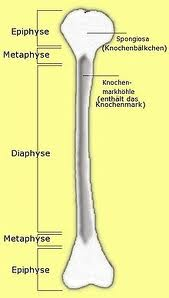 Epiphyse
Spongiosa
(Knochenbälkchen)
Metaphyse
Knochen-
markhöhle
(enthält das
Knochenmark)
Diaphyse
Metaphyse
Epiphyse